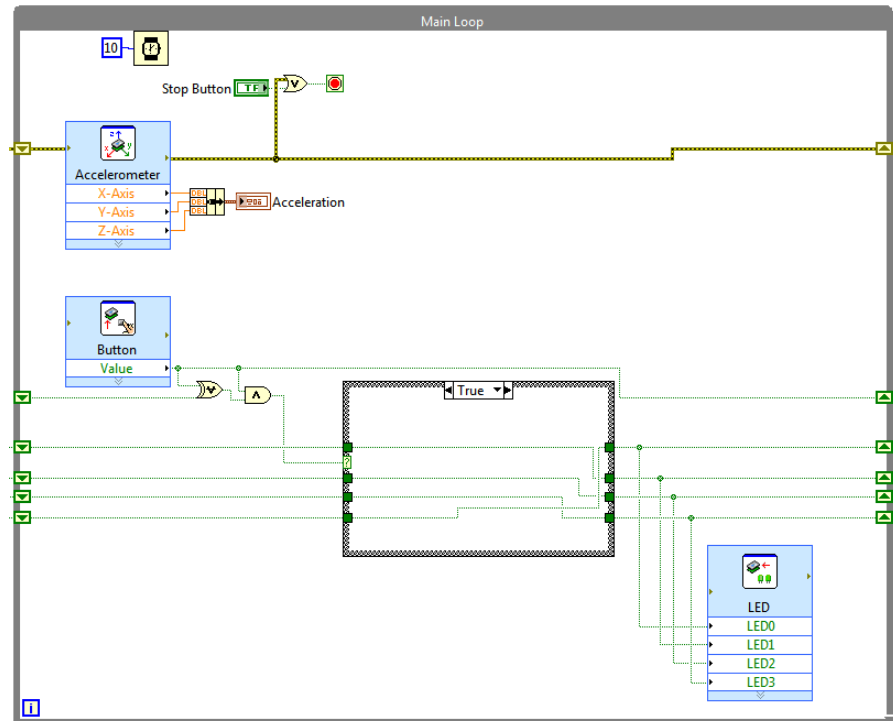 Main Loop
10
Stop Button TF
z x y
Accelerometer
X-Axis DBL
Y-Axis DBL Acceleration
Z-Axis DBL
Button
Value
True
?
LED
LED0
LED1
LED2
LED3
i